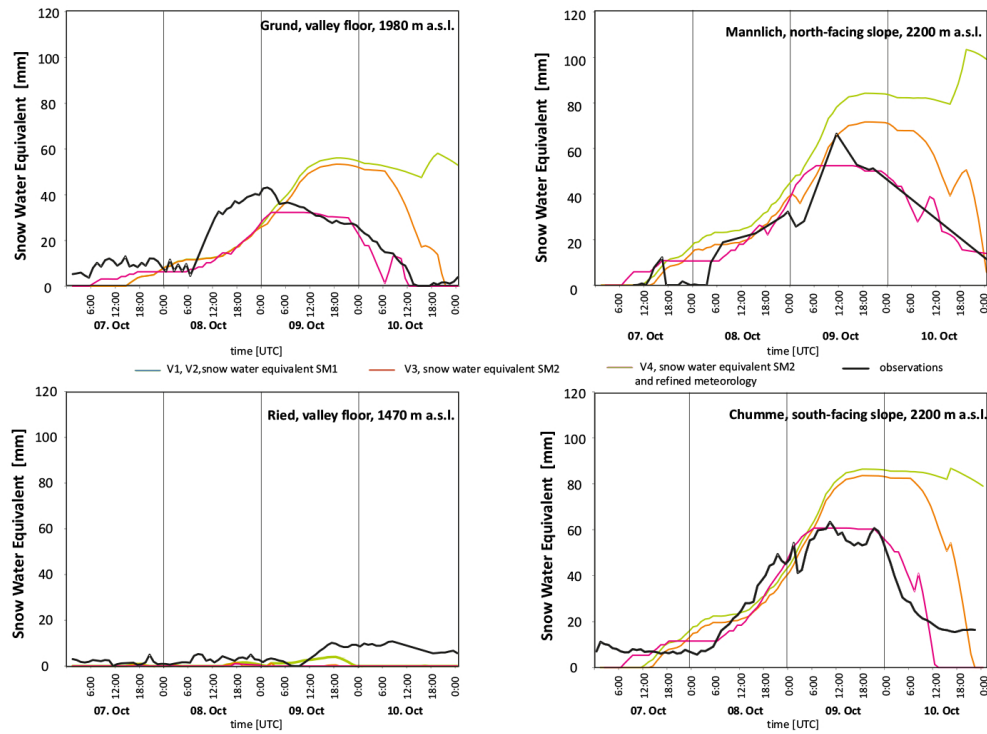 Grund, valley floor, 1980 m a.s.l.
Snow Water Equivalent [mm]
120
100
80
60
40
20
0
6:00 12:00 18:00 0:00 6:00 12:00 18:00 0:00 6:00 12:00 18:00 0:00 6:00 12:00 18:00 0:00
07. Oct 08. Oct 09. Oct 10. Oct
time [UTC]
Mannlich, north-facing slope, 2200 m a.s.l.
Snow Water Equivalent [mm]
120
100
80
60
40
20
0
6:00 12:00 18:00 0:00 6:00 12:00 18:00 0:00 6:00 12:00 18:00 0:00 6:00 12:00 18:00 0:00
07. Oct 08. Oct 09. Oct 10. Oct
time [UTC]
V1, V2,snow water equivalent SM1
V3, snow water equivalent SM2
V4, snow water equivalent SM2
and refined meteorology
observations
Ried, valley floor, 1470 m a.s.l.
Snow Water Equivalent [mm]
120
100
80
60
40
20
0
6:00 12:00 18:00 0:00 6:00 12:00 18:00 0:00 6:00 12:00 18:00 0:00 6:00 12:00 18:00 0:00
07. Oct 08. Oct 09. Oct 10. Oct
time [UTC]
Chumme, south-facing slope, 2200 m a.s.l.
Snow Water Equivalent [mm]
120
100
80
60
40
20
0
6:00 12:00 18:00 0:00 6:00 12:00 18:00 0:00 6:00 12:00 18:00 0:00 6:00 12:00 18:00 0:00
07. Oct 08. Oct 09. Oct 10. Oct
time [UTC]